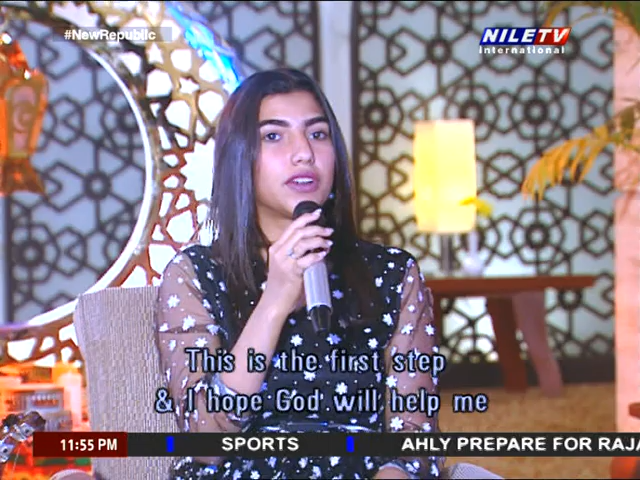 #NewRepublic
NILETV
international
This is the first step
& I hope God will help me
11:55 PM SPORTS AHLY PREPARE FOR RAJA